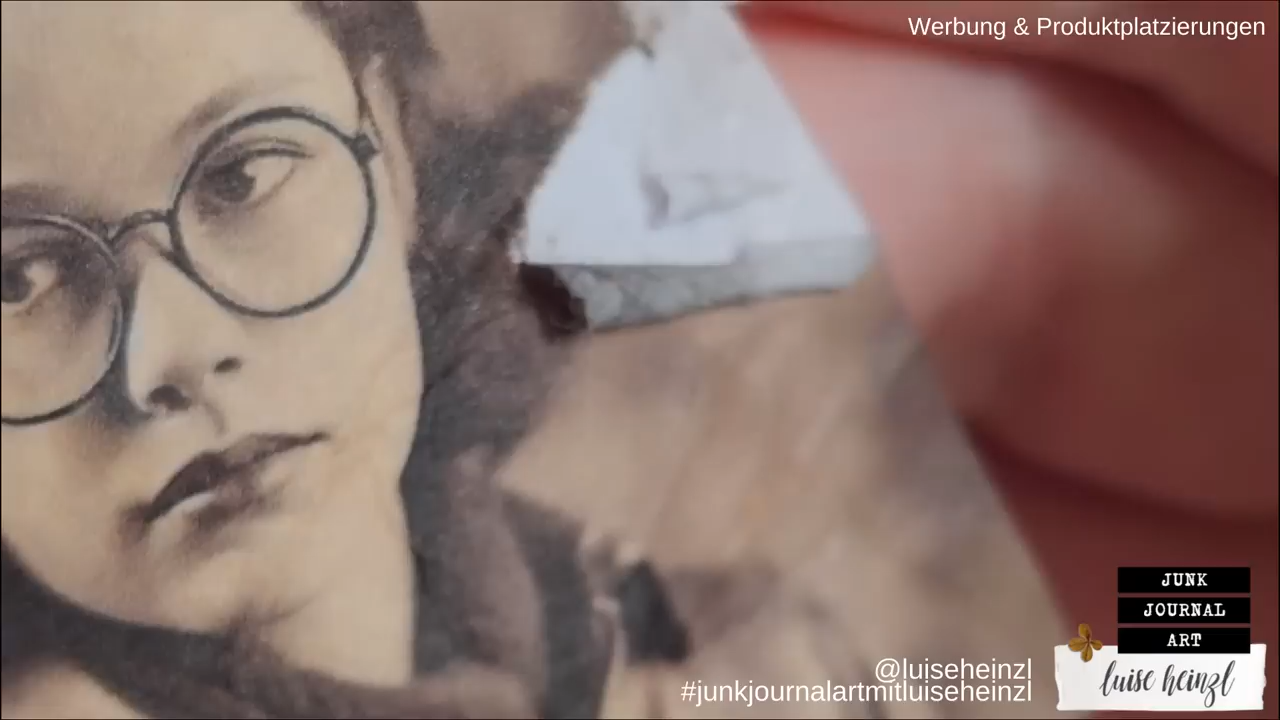 Werbung & Produktplatzierungen
JUNK
JOURNAL
ART
@luiseheinzl
#junkjournalartmitluiseheinzl
luise heinzl